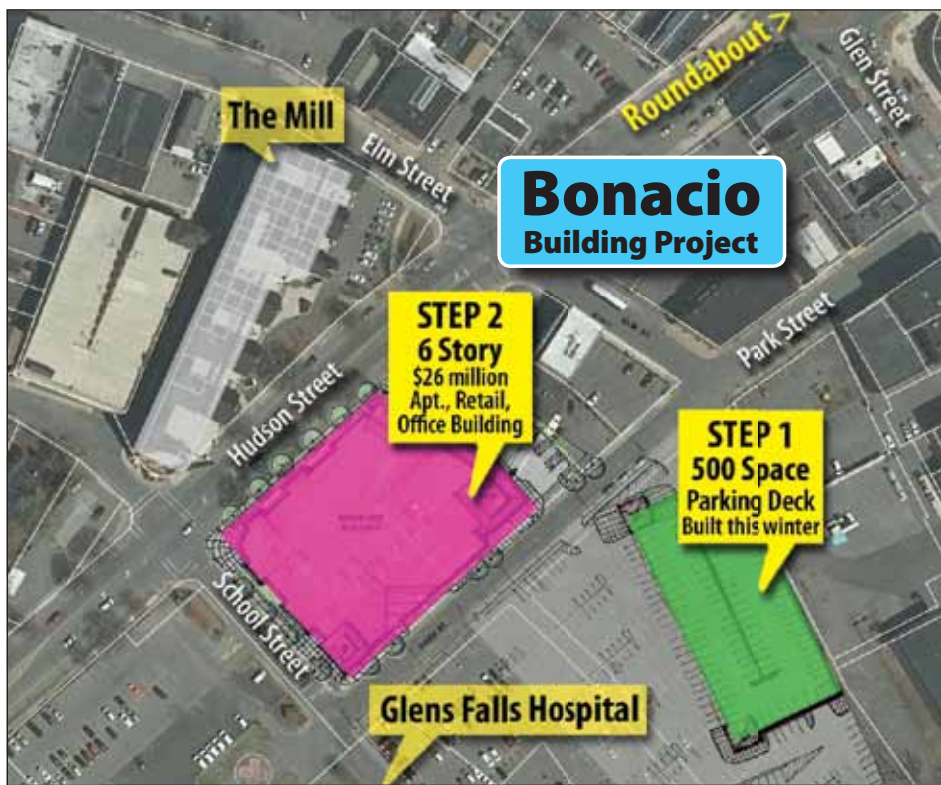 Glen Street
Roundabout >
The Mill
Elm Street
Bonacio
Building Project
STEP 2
6 Story
$26 million
Apt., Retail,
Office Building
Park Street
Hudson Street
STEP 1
500 Space
Parking Deck
Built this winter
School Street
Glens Falls Hospital